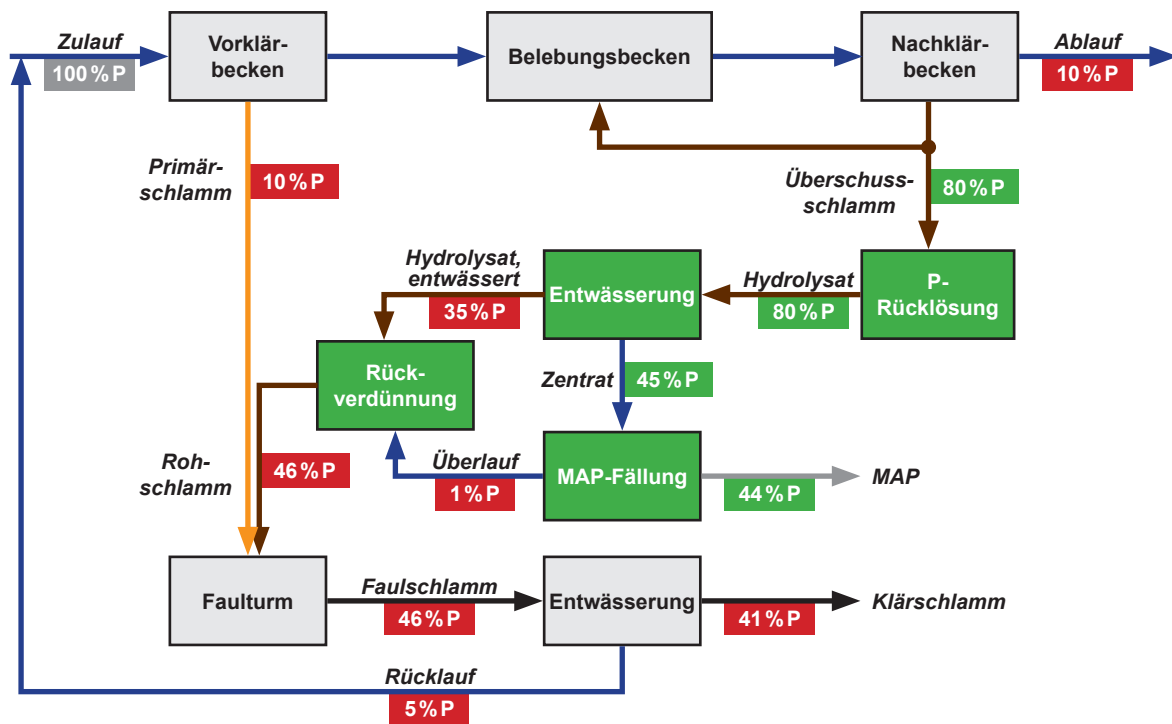 Zulauf
100 % P
Vorklär-
becken
Belebungsbecken
Nachklär-
becken
Ablauf
10 % P
Primär-
schlamm
10 % P
Überschuss-
schlamm
80 % P
Hydrolysat,
entwässert
35 % P
Entwässerung
Hydrolysat
80 % P
P-
Rücklösung
Rück-
verdünnung
Zentrat
45 % P
Roh-
schlamm
46 % P
Überlauf
1 % P
MAP-Fällung
44 % P
MAP
Faulturm
Faulschlamm
46 % P
Entwässerung
41 % P
Klärschlamm
Rücklauf
5 % P